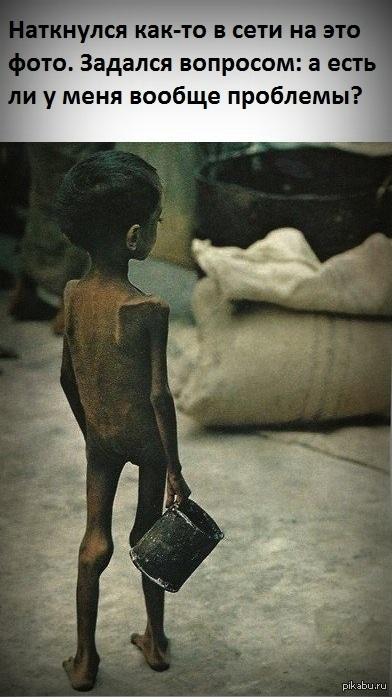 Наткнулся как-то в сети на это
фото. Задался вопросом: а есть
ли у меня вообще проблемы?
pikabu.ru